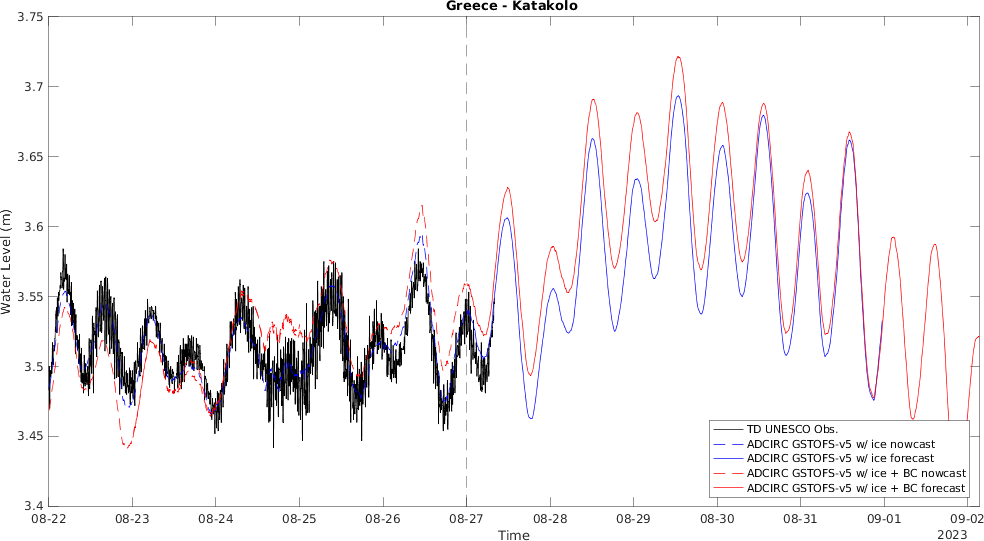 Greece - Katakolo
3.75
3.7
3.65
3.6
3.55
3.5
3.45
3.4
Water Level (m)
08-22 08-23 08-24 08-25 08-26 08-27 08-28 08-29 08-30 08-31 09-01 09-02
Time
2023
TD UNESCO Obs.
ADCIRC GSTOFS-v5 w/ ice nowcast
ADCIRC GSTOFS-v5 w/ ice forecast
ADCIRC GSTOFS-v5 w/ ice + BC nowcast
ADCIRC GSTOFS-v5 w/ ice + BC forecast